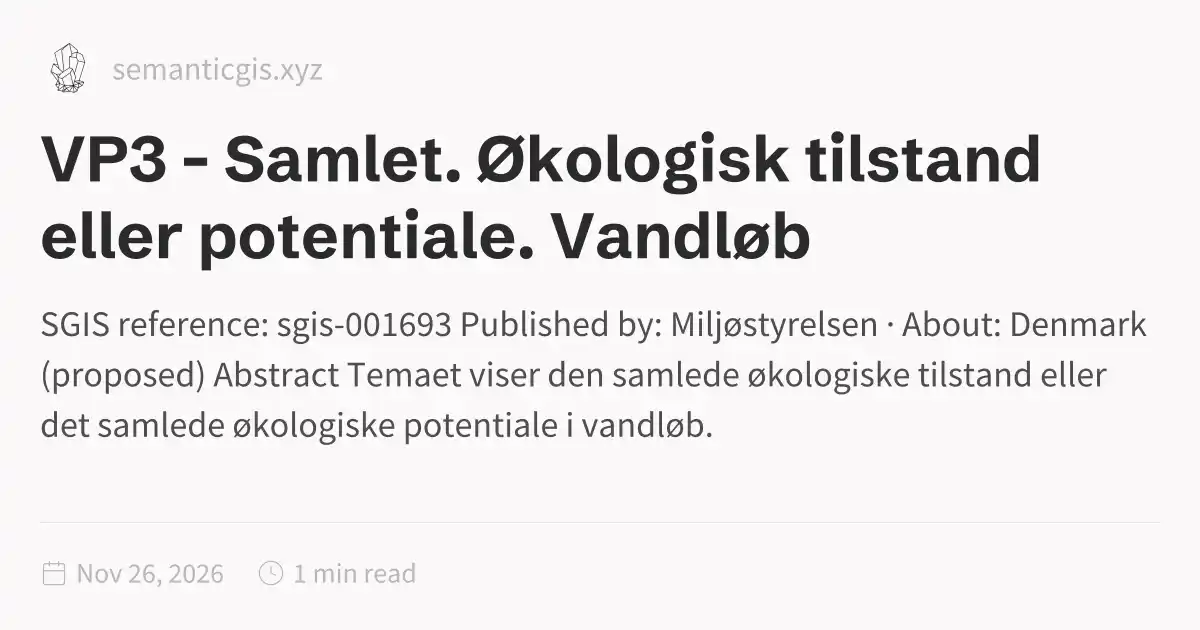 semanticgis.xyz
VP3 - Samlet. Økologisk tilstand
eller potentiale. Vandløb
SGIS reference: sgis-001693 Published by: Miljøstyrelsen · About: Denmark
(proposed) Abstract Temaet viser den samlede økologiske tilstand eller
det samlede økologiske potentiale i vandløb.
Nov 26, 2026 1 min read